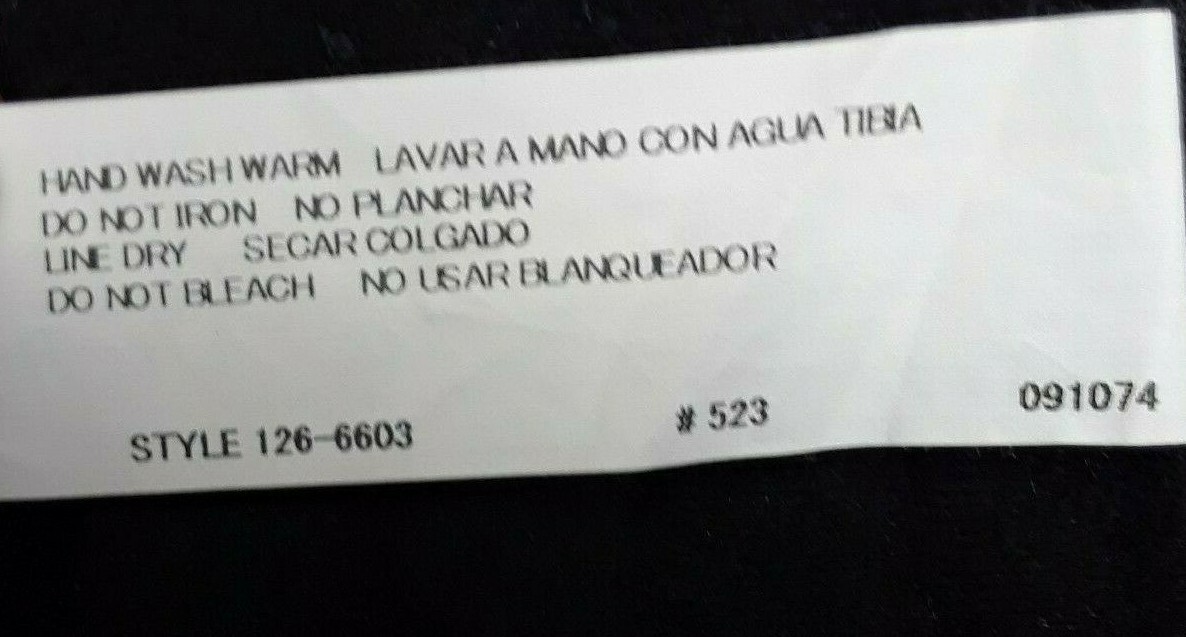 HAND WASH WARM LAVAR A MANO CON AGUA TIBIA
DO NOT IRON NO PLANCHAR
LINE DRY SECAR COLGADO
DO NOT BLEACH NO USAR BLANQUEADOR
STYLE 126-6603 # 523 091074